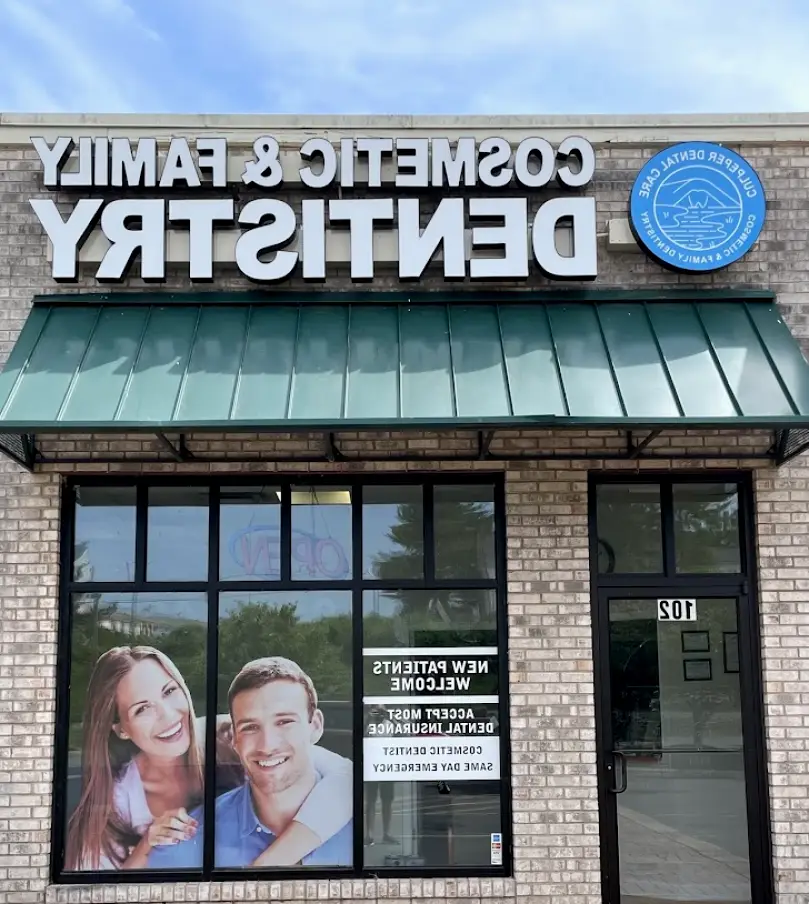 COSMETIC & FAMILY
DENTISTRY
CULPEPER DENTAL CARE
COSMETIC & FAMILY DENTISTRY
OPEN
102
NEW PATIENTS
WELCOME
ACCEPT MOST
DENTAL INSURANCE
COSMETIC DENTIST
SAME DAY EMERGENCY